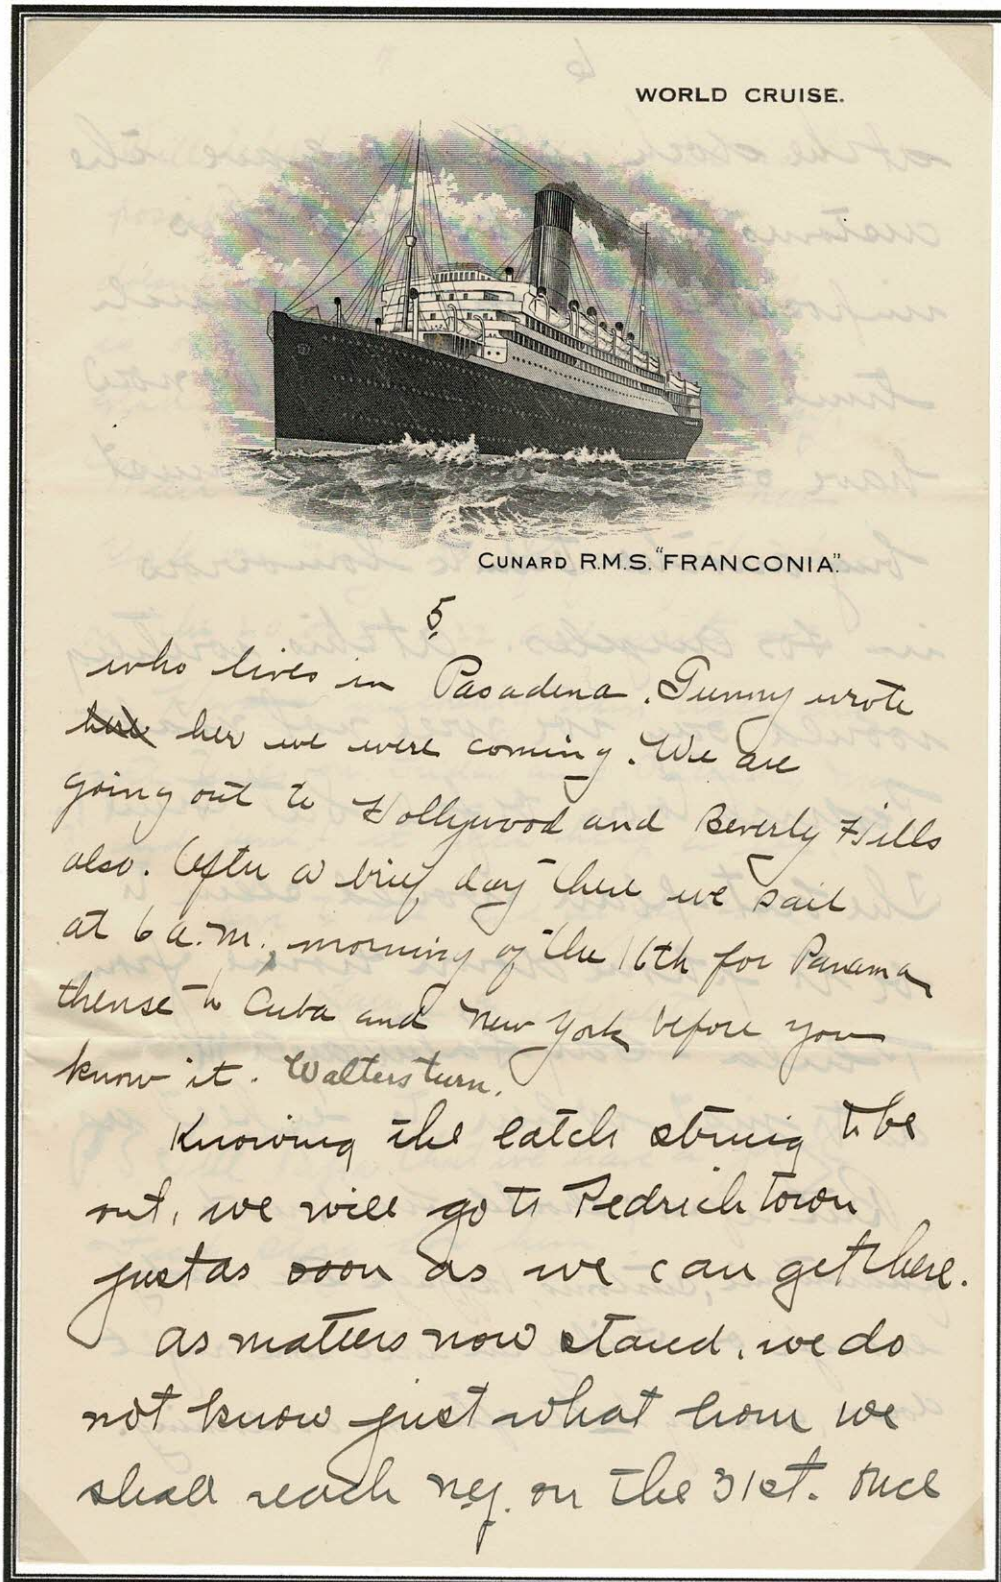 WORLD CRUISE.
CUNARD R.M.S. "FRANCONIA".
5
who lives in Pasadena. Gunny wrote
her we were coming. We are
going out to Hollywood and Beverly Hills
also. After a brief day there we sail
at 6 a.m., morning of the 16th for Panama,
thense to Cuba and New York before you
know it. Walters turn.
Knowing the latch string to be
out, we will go to Pedricktown
just as soon as we can get there.
As matters now stand, we do
not know just what hour we
shall reach N.Y. on the 31st. Once